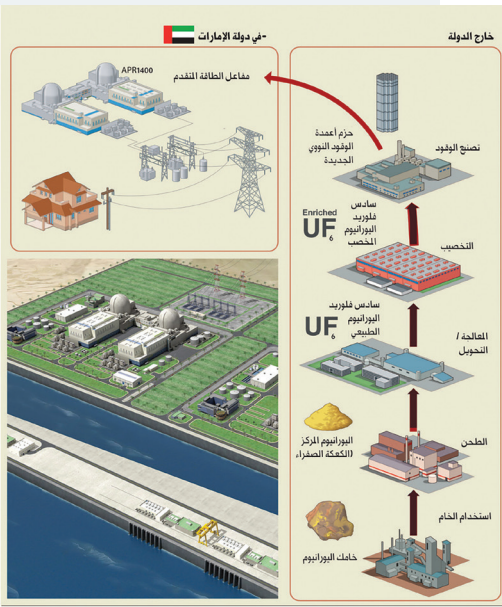 خارج الدولة
-في دولة الإمارات
APR1400
مفاعل الطاقة المتقدم
حزم أعمدة
الوقود النووي
الجديدة
تصنيع الوقود
سادس
فلوريد
اليورانيوم
المخصب
Enriched
UF6
التخصيب
سادس فلوريد
اليورانيوم
الطبيعي
UF6
المعالجة /
التحويل
اليورانيوم المركز
(الكعكة الصفراء
الطحن
استخدام الخام
خامك اليورانيوم